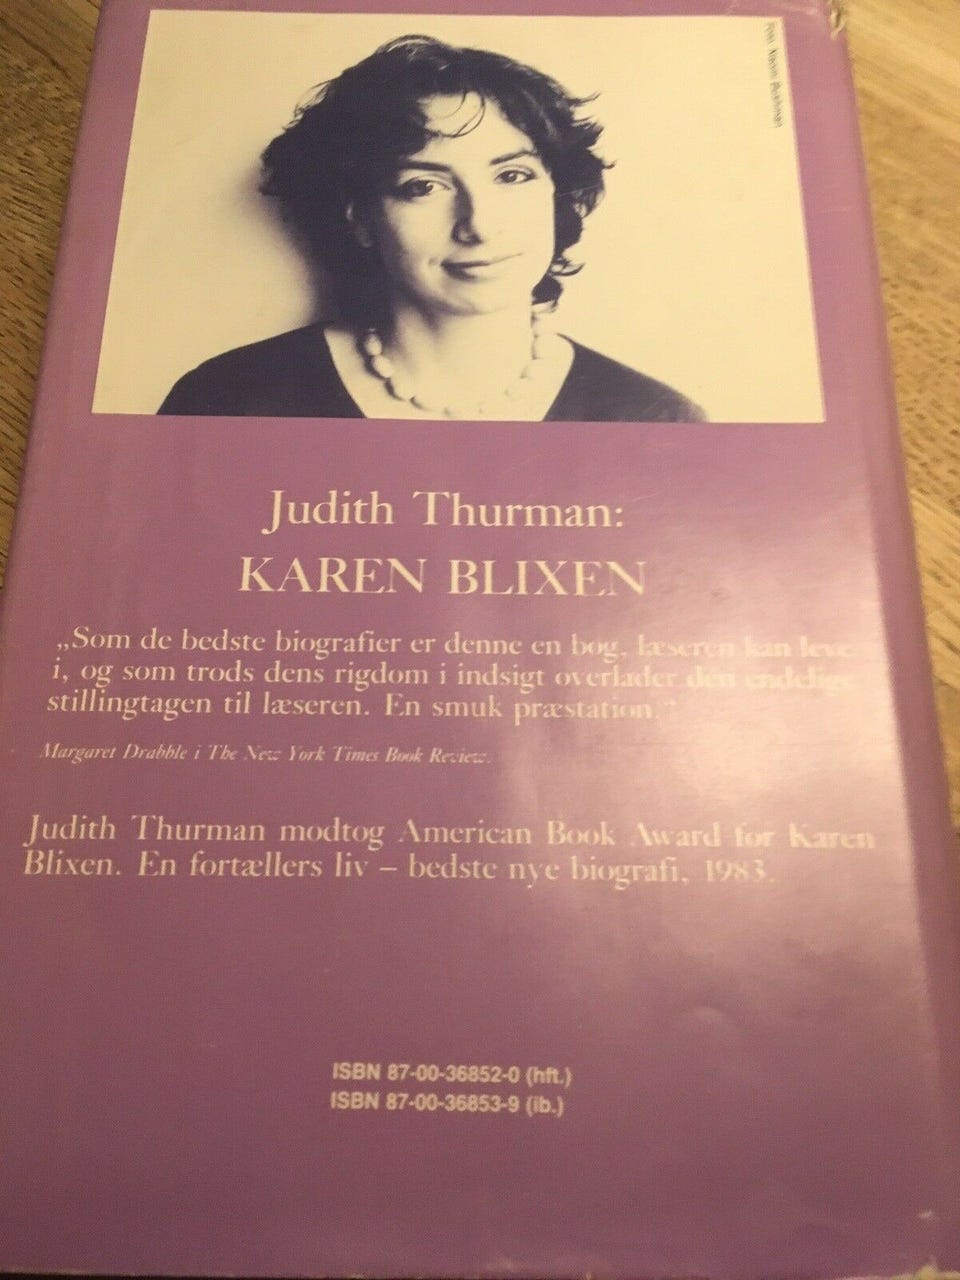 Judith Thurman:
KAREN BLIXEN
„Som de bedste biografier er denne en bog, læseren kan leve
i, og som trods dens rigdom i indsigt overlader den endelige
stillingtagen til læseren. En smuk præstation."
Margaret Drabble i The New York Times Book Review.
Judith Thurman modtog American Book Award for Karen
Blixen. En fortællers liv – bedste nye biografi, 1983.
ISBN 87-00-36852-0 (hft.)
ISBN 87-00-36853-9 (ib.)